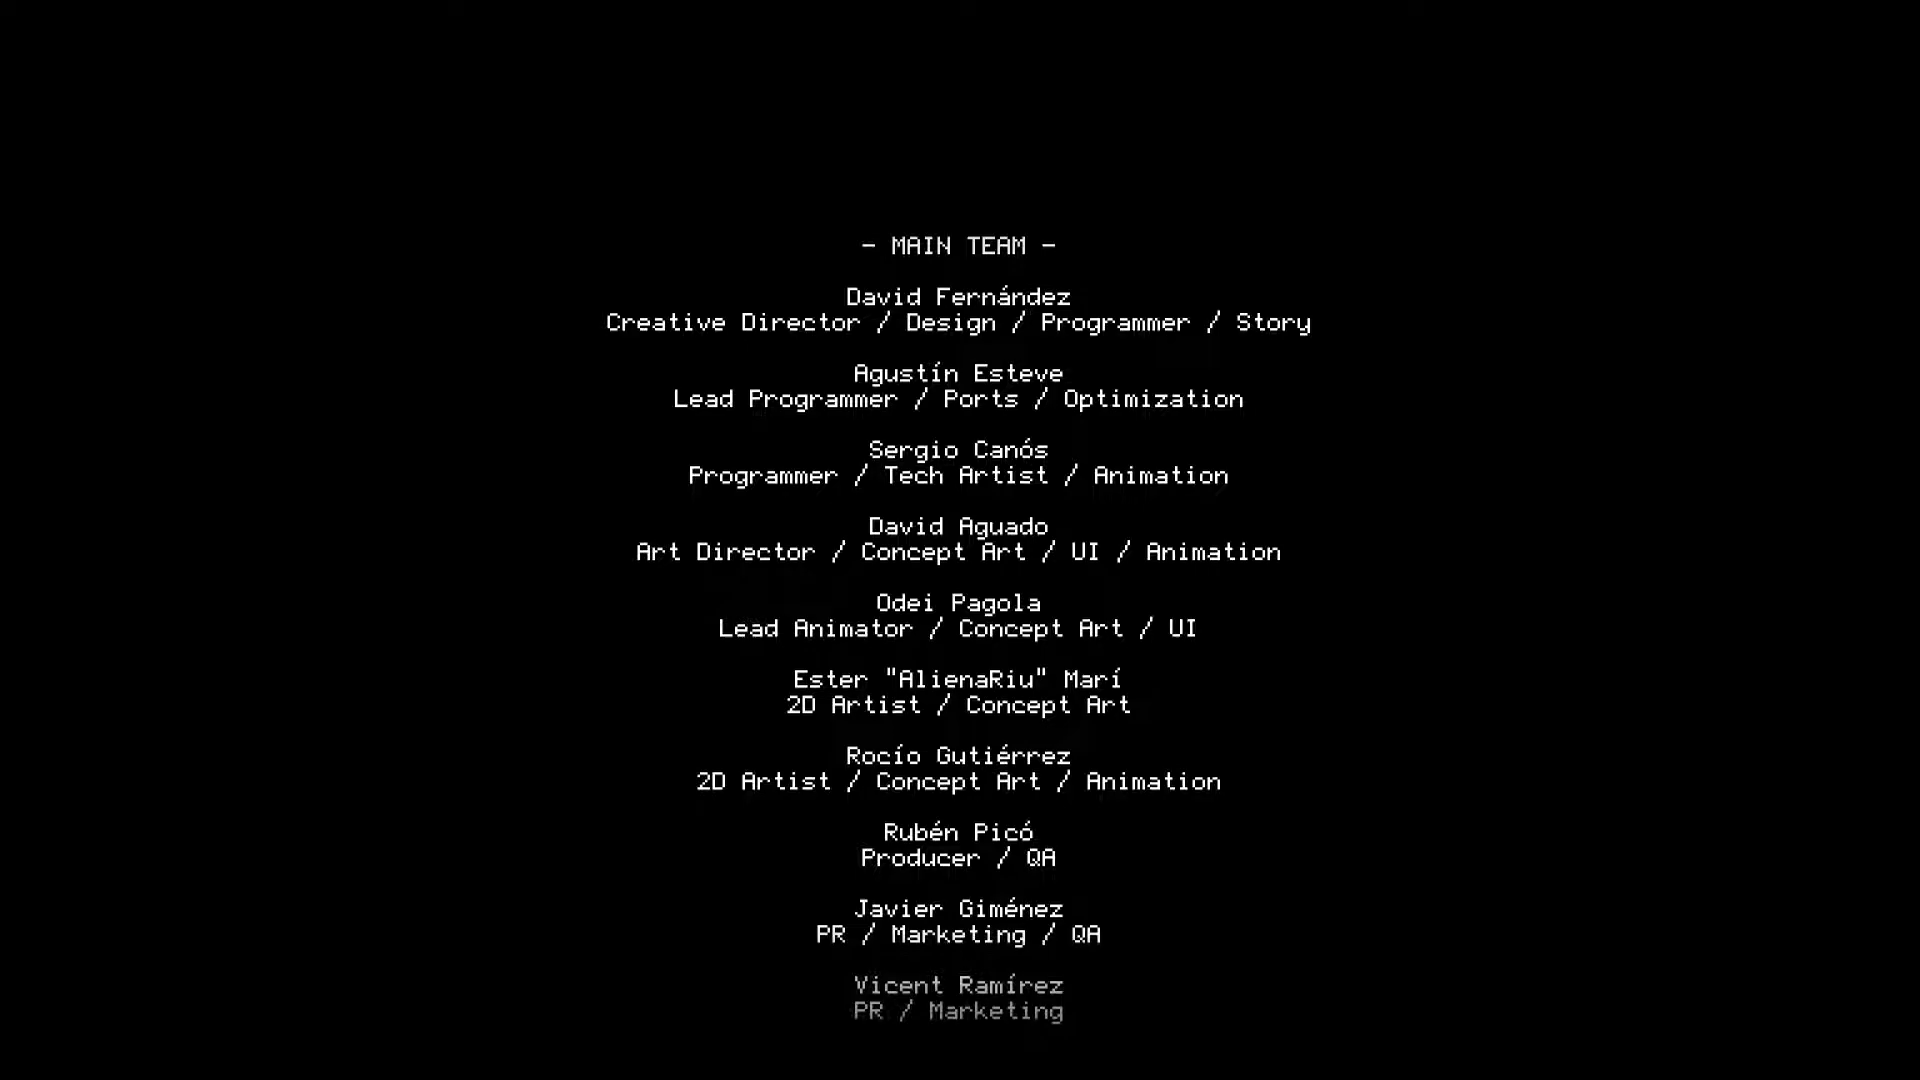 - MAIN TEAM -
David Fernández
Creative Director / Design / Programmer / Story
Agustín Esteve
Lead Programmer / Ports / Optimization
Sergio Canós
Programmer / Tech Artist / Animation
David Aguado
Art Director / Concept Art / UI / Animation
Odei Pagola
Lead Animator / Concept Art / UI
Ester "AlienaRiu" Marí
2D Artist / Concept Art
Rocío Gutiérrez
2D Artist / Concept Art / Animation
Rubén Picó
Producer / QA
Javier Giménez
PR / Marketing / QA
Vicent Ramírez
PR / Marketing